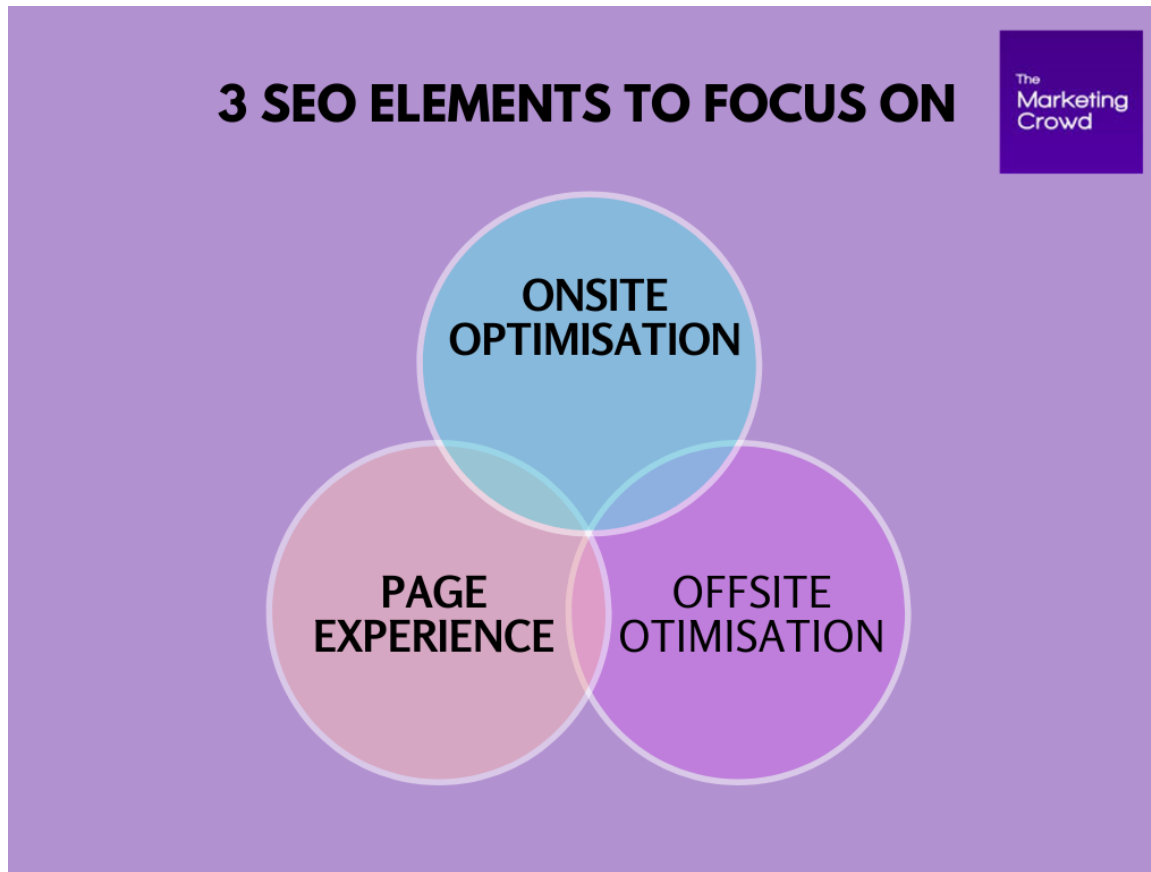 3 SEO ELEMENTS TO FOCUS ON
The
Marketing
Crowd
ONSITE
OPTIMISATION
PAGE
EXPERIENCE
OFFSITE
OTIMISATION